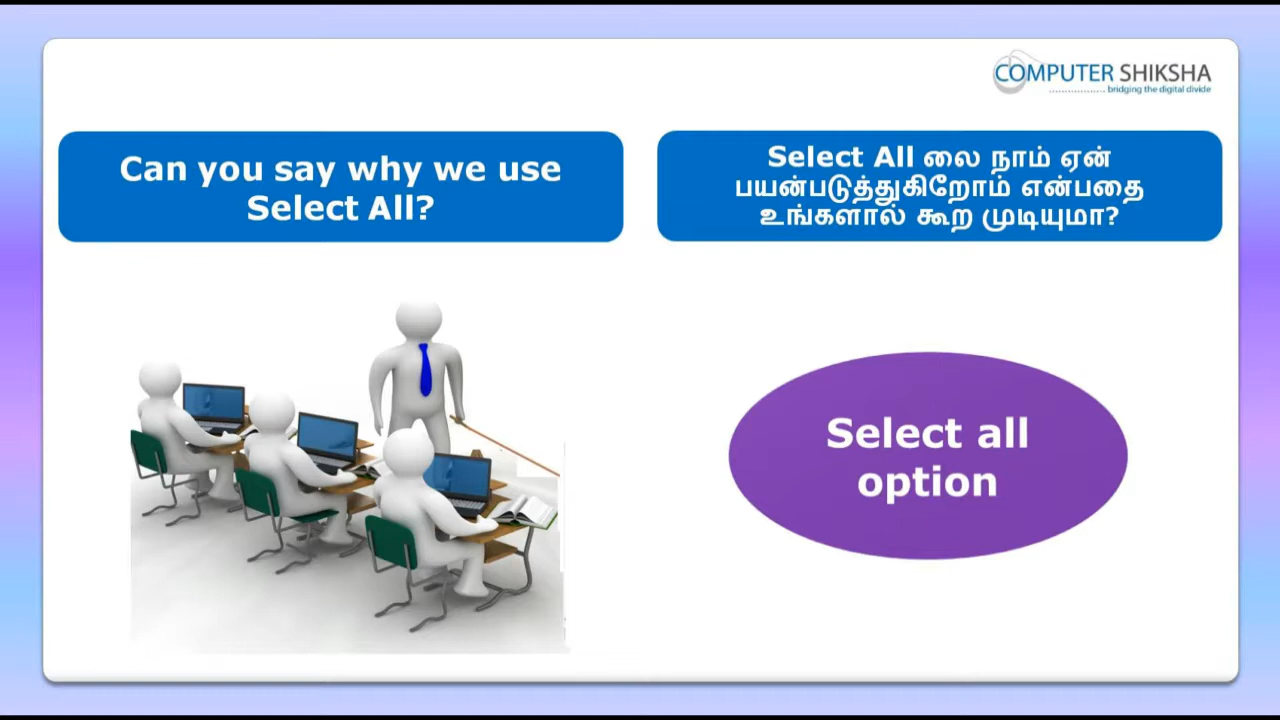 COMPUTER SHIKSHA
bridging the digital divide
Can you say why we use
Select All?
Select All லை நாம் ஏன்
பயன்படுத்துகிறோம் என்பதை
உங்களால் கூற முடியுமா?
Select all
option